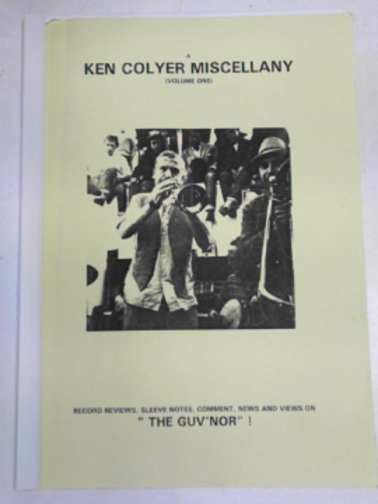 A
KEN COLYER MISCELLANY
(VOLUME ONE)
RECORD REVIEWS, SLEEVE NOTES, COMMENT, NEWS AND VIEWS ON
" THE GUV'NOR" !